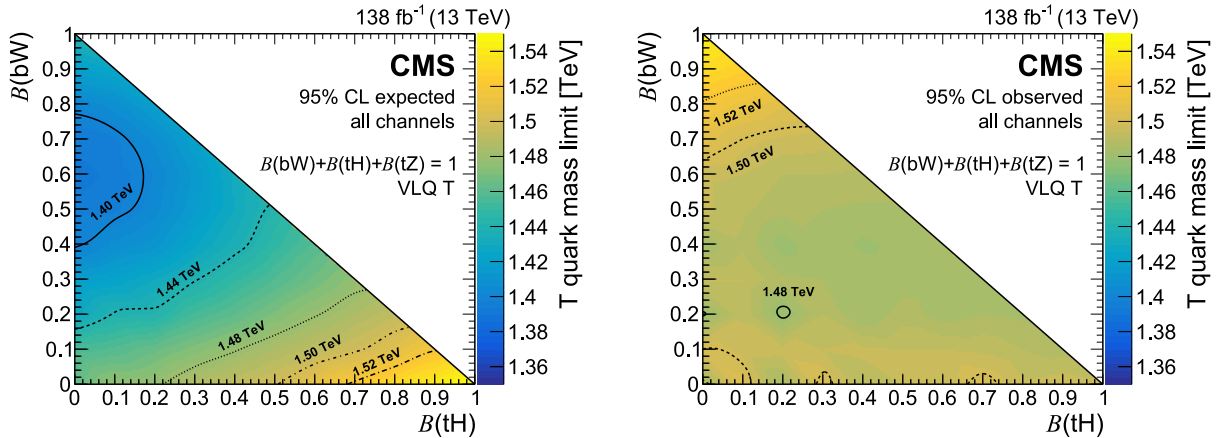 138 fb⁻¹ (13 TeV)
CMS
95% CL expected
all channels
B(bW)+B(tH)+B(tZ) = 1
VLQ T
1.40 TeV
1.44 TeV
1.48 TeV
1.50 TeV
1.52 TeV
B(bW)
1
0.9
0.8
0.7
0.6
0.5
0.4
0.3
0.2
0.1
0
0 0.1 0.2 0.3 0.4 0.5 0.6 0.7 0.8 0.9 1
B(tH)
1.54
1.52
1.5
1.48
1.46
1.44
1.42
1.4
1.38
1.36
T quark mass limit [TeV]
138 fb⁻¹ (13 TeV)
CMS
95% CL observed
all channels
B(bW)+B(tH)+B(tZ) = 1
VLQ T
1.52 TeV
1.50 TeV
1.48 TeV
B(bW)
1
0.9
0.8
0.7
0.6
0.5
0.4
0.3
0.2
0.1
0
0 0.1 0.2 0.3 0.4 0.5 0.6 0.7 0.8 0.9 1
B(tH)
1.54
1.52
1.5
1.48
1.46
1.44
1.42
1.4
1.38
1.36
T quark mass limit [TeV]